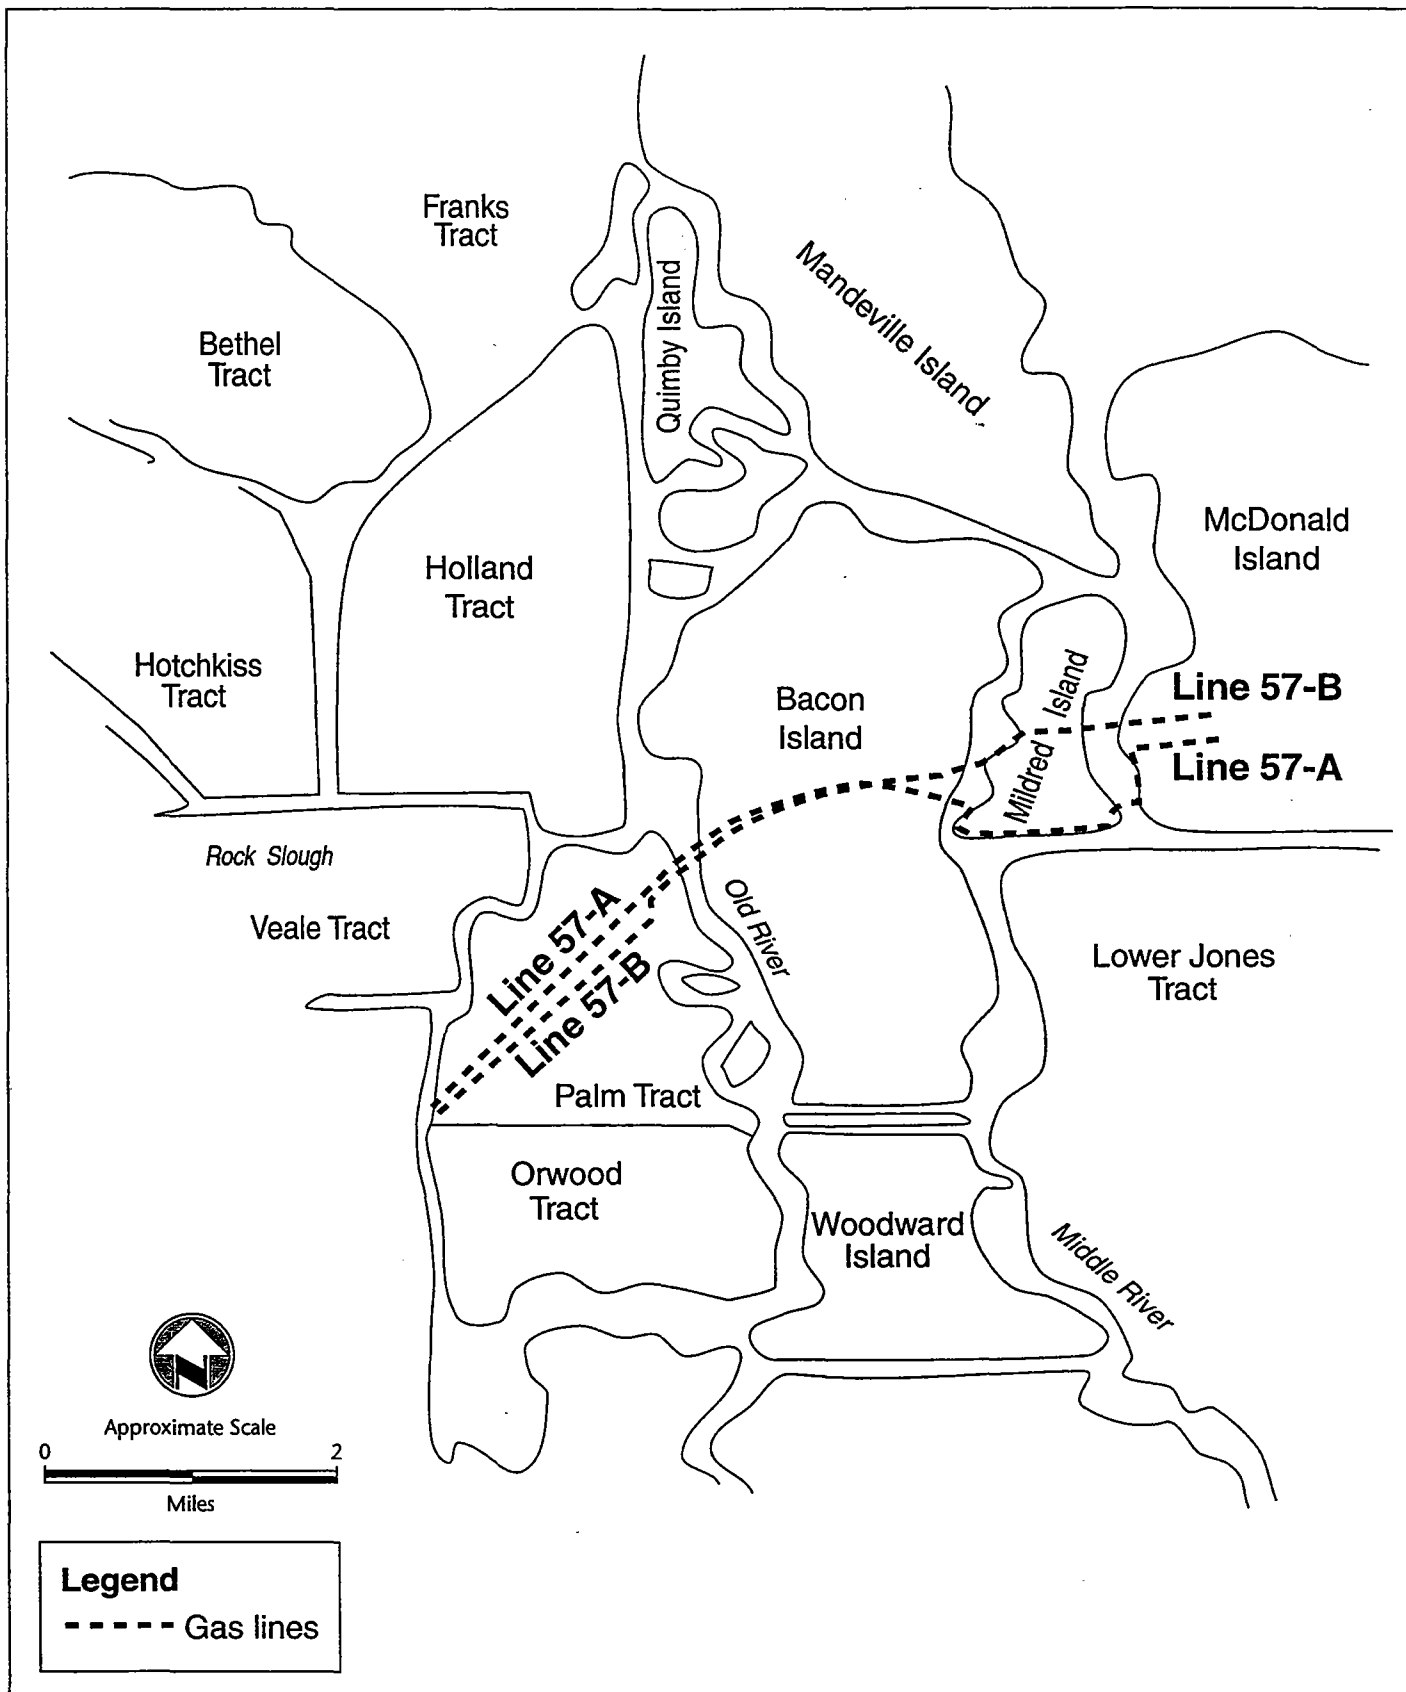 Franks
Tract
Mandeville Island
Quimby Island
Bethel
Tract
McDonald
Island
Holland
Tract
Hotchkiss
Tract
Bacon
Island
Mildred Island
Line 57-B
Line 57-A
Rock Slough
Veale Tract
Line 57-A
Line 57-B
Old River
Lower Jones
Tract
Palm Tract
Orwood
Tract
Woodward
Island
Middle River
N
Approximate Scale
0 2
Miles
Legend
Gas lines